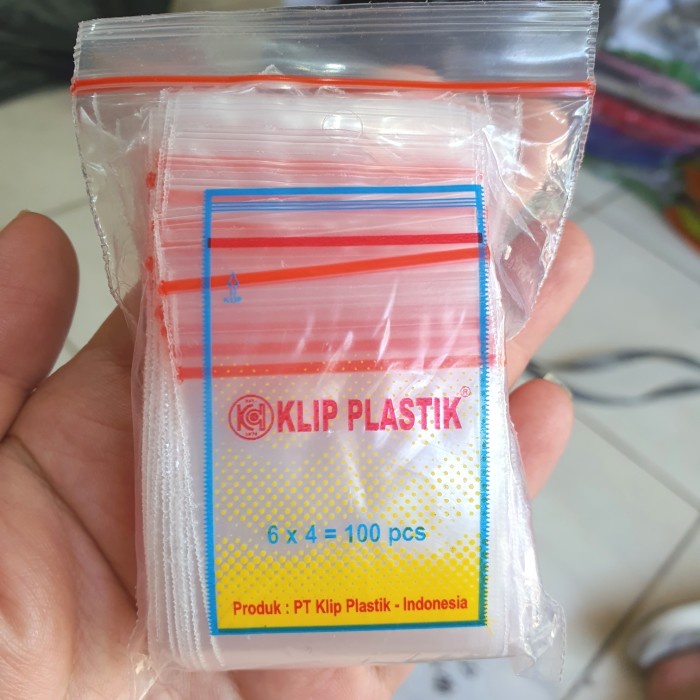 KLIP PLASTIK®
6 x 4 = 100 pcs
Produk : PT Klip Plastik - Indonesia